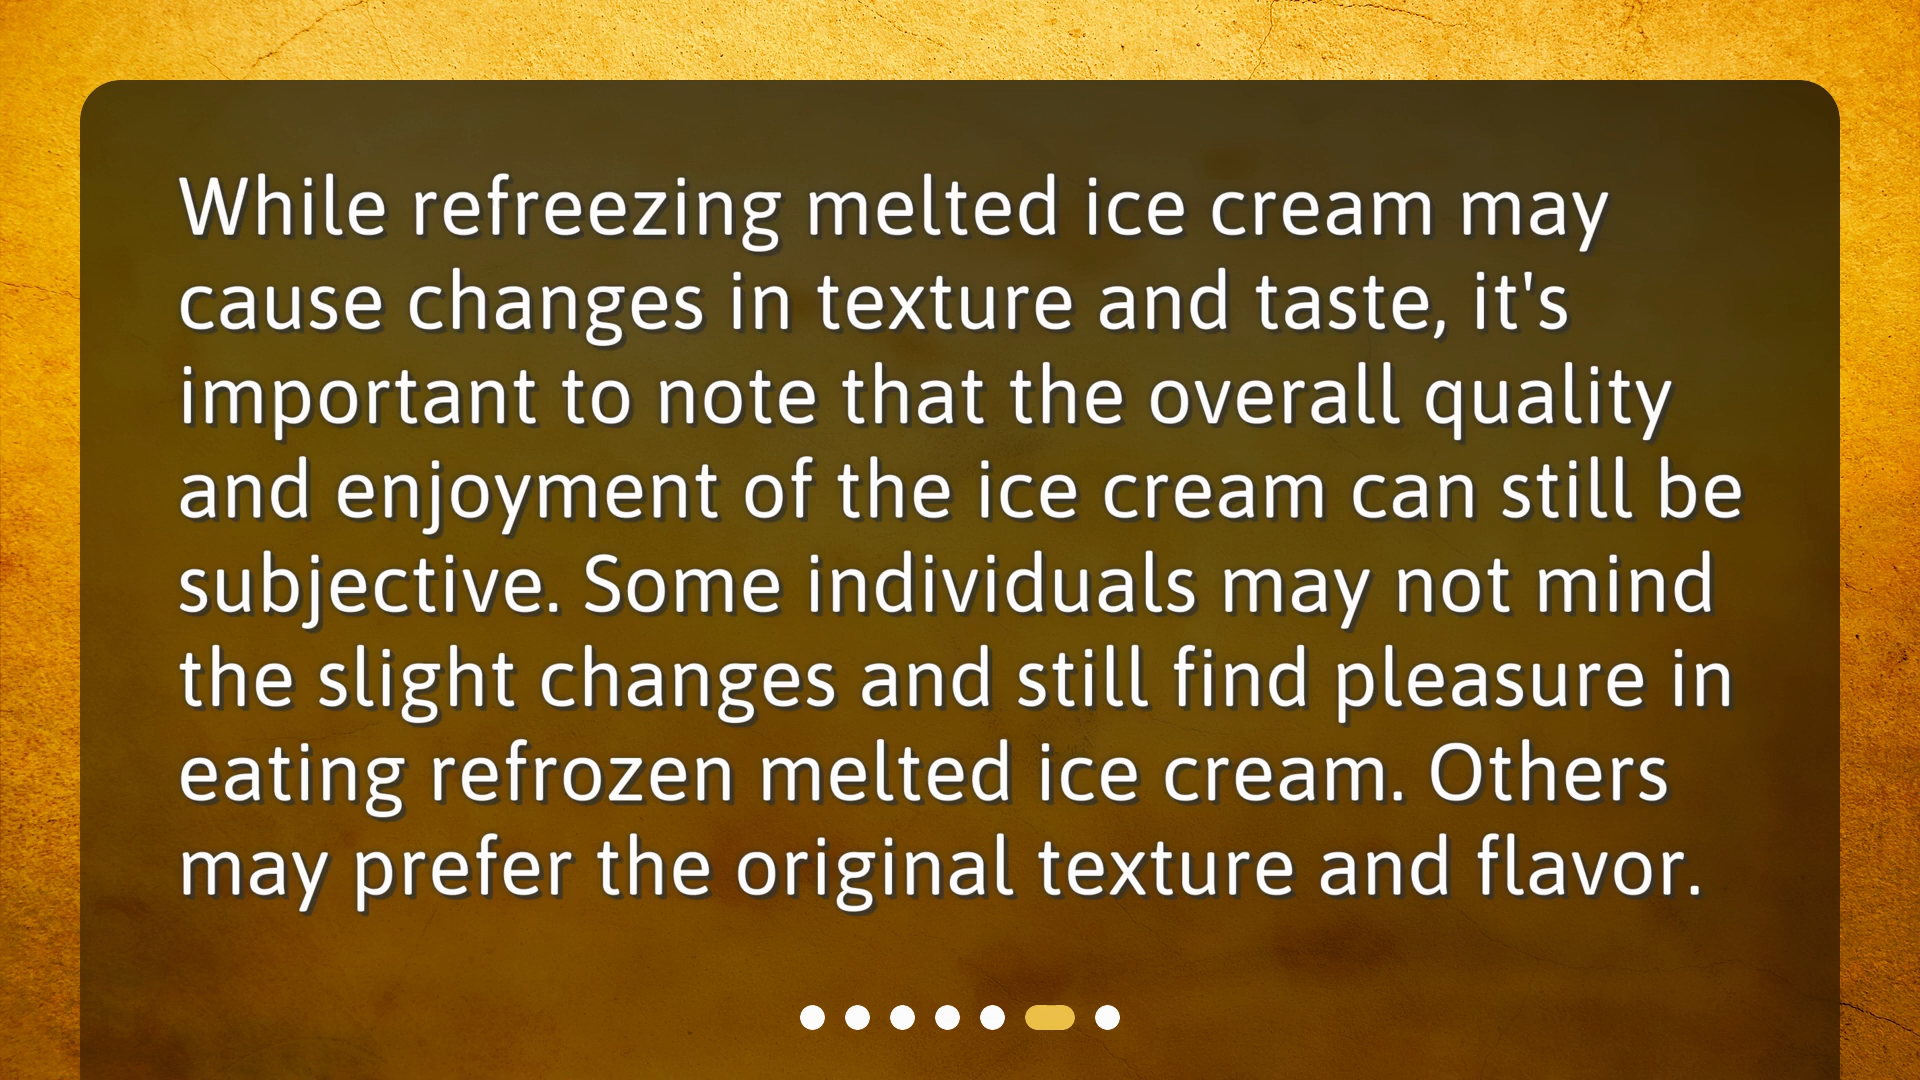 While refreezing melted ice cream may
cause changes in texture and taste, it's
important to note that the overall quality
and enjoyment of the ice cream can still be
subjective. Some individuals may not mind
the slight changes and still find pleasure in
eating refrozen melted ice cream. Others
may prefer the original texture and flavor.